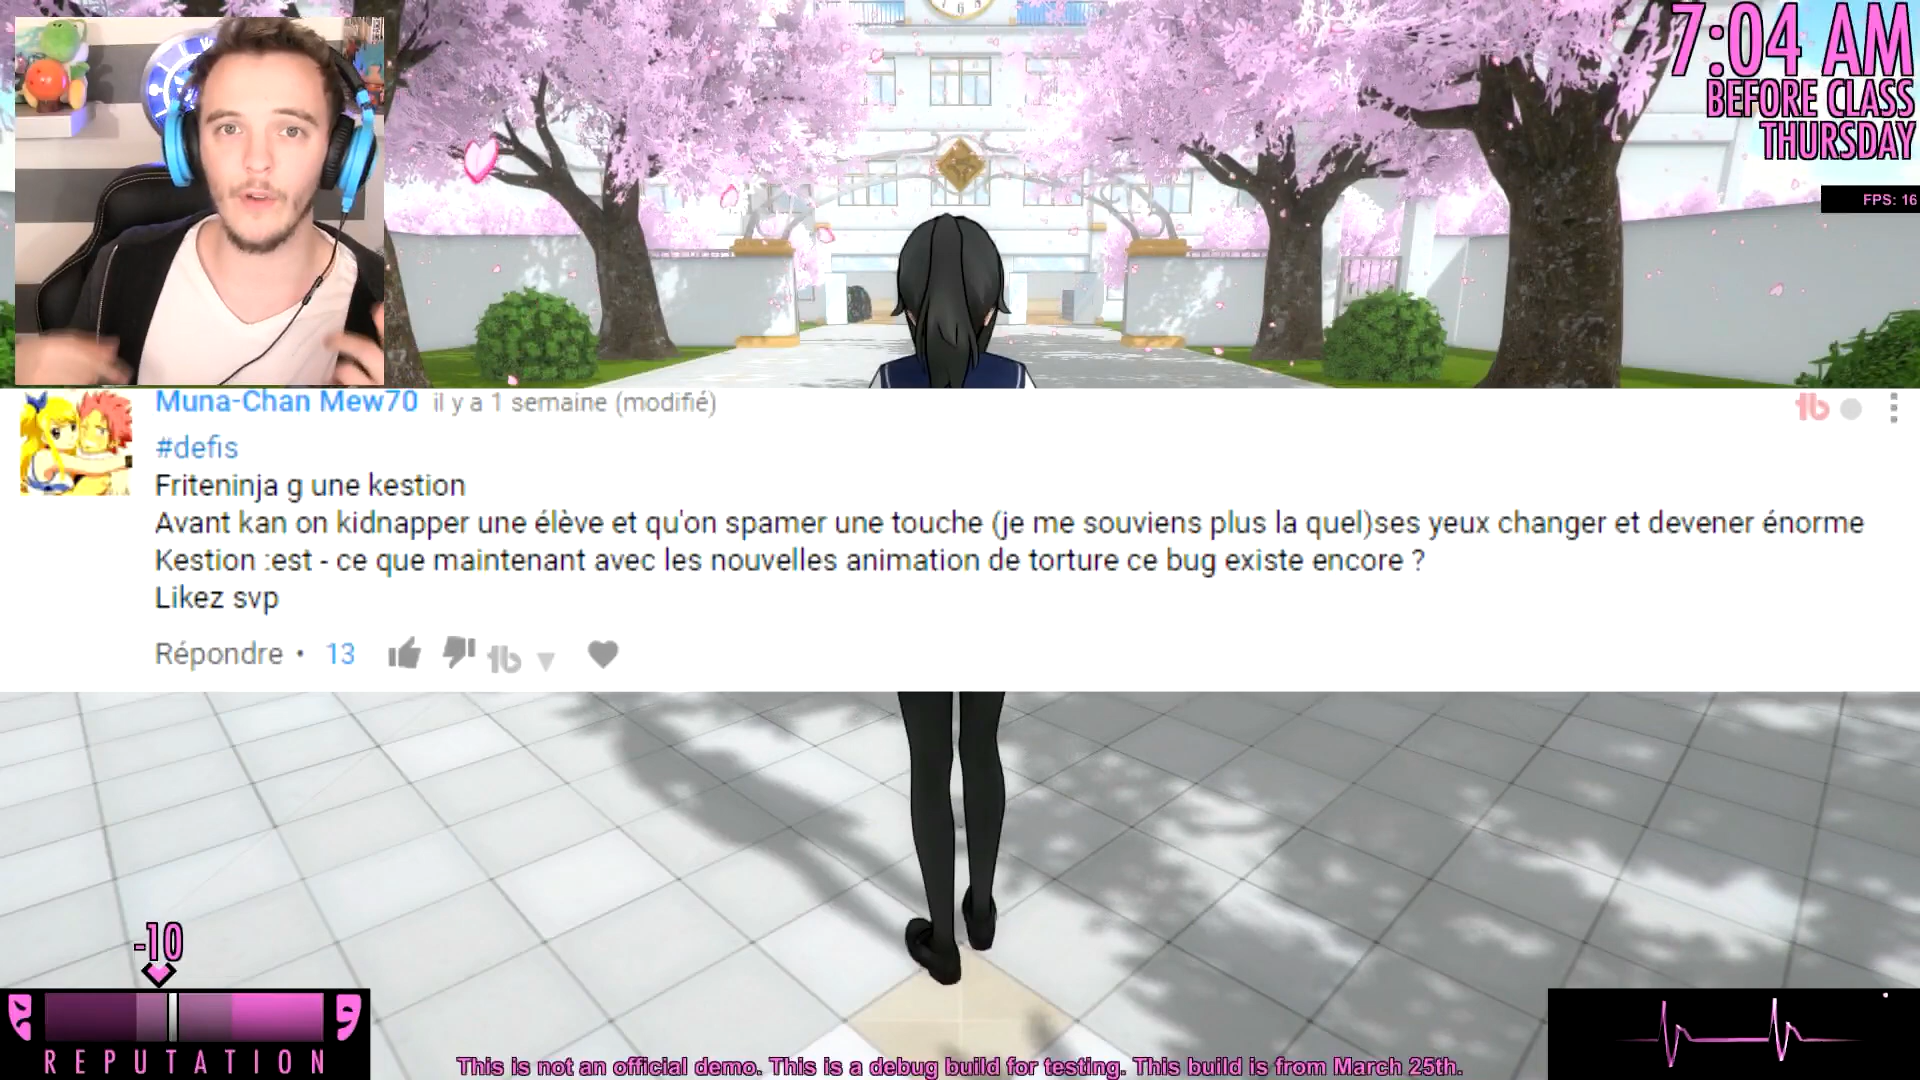 7:04 AM
BEFORE CLASS
THURSDAY
FPS: 16
Muna-Chan Mew70 il y a 1 semaine (modifié)
#defis
Friteninja g une kestion
Avant kan on kidnapper une élève et qu'on spamer une touche (je me souviens plus la quel)ses yeux changer et devener énorme
Kestion :est - ce que maintenant avec les nouvelles animation de torture ce bug existe encore ?
Likez svp
Répondre • 13
-10
REPUTATION
This is not an official demo. This is a debug build for testing. This build is from March 25th.